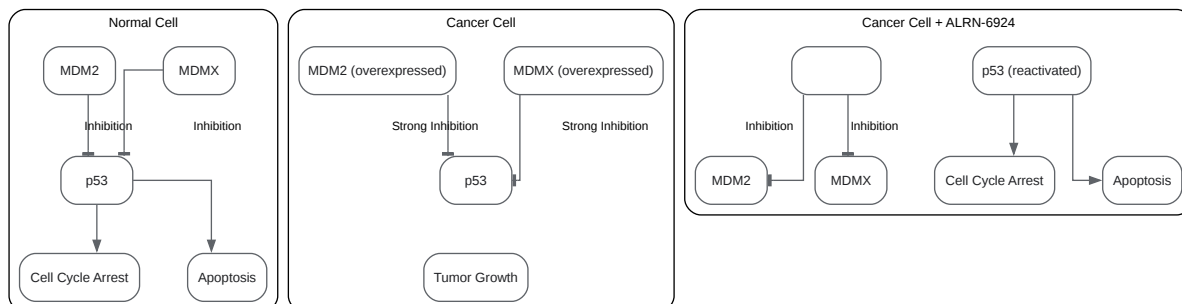 Normal Cell
MDM2
MDMX
Inhibition
Inhibition
p53
Cell Cycle Arrest
Apoptosis
Cancer Cell
MDM2 (overexpressed)
MDMX (overexpressed)
Strong Inhibition
Strong Inhibition
p53
Tumor Growth
Cancer Cell + ALRN-6924
p53 (reactivated)
Inhibition
Inhibition
MDM2
MDMX
Cell Cycle Arrest
Apoptosis